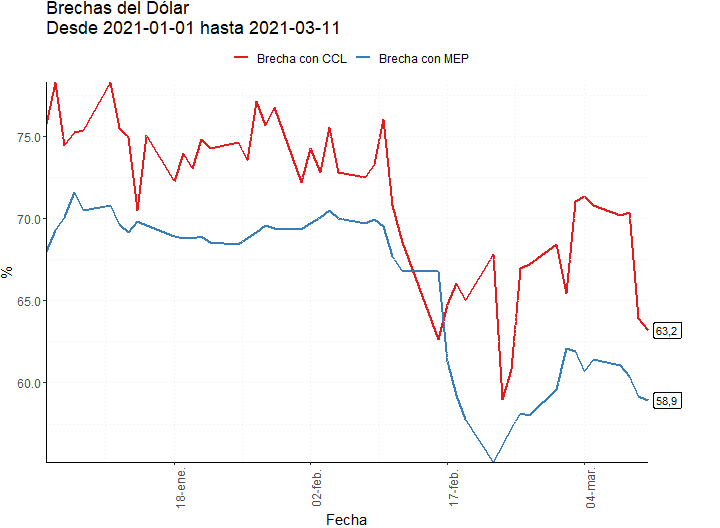 Brechas del Dólar
Desde 2021-01-01 hasta 2021-03-11
Brecha con CCL
Brecha con MEP
75.0
70.0
65.0
60.0
%
63,2
58,9
18-ene.
02-feb.
17-feb.
04-mar.
Fecha